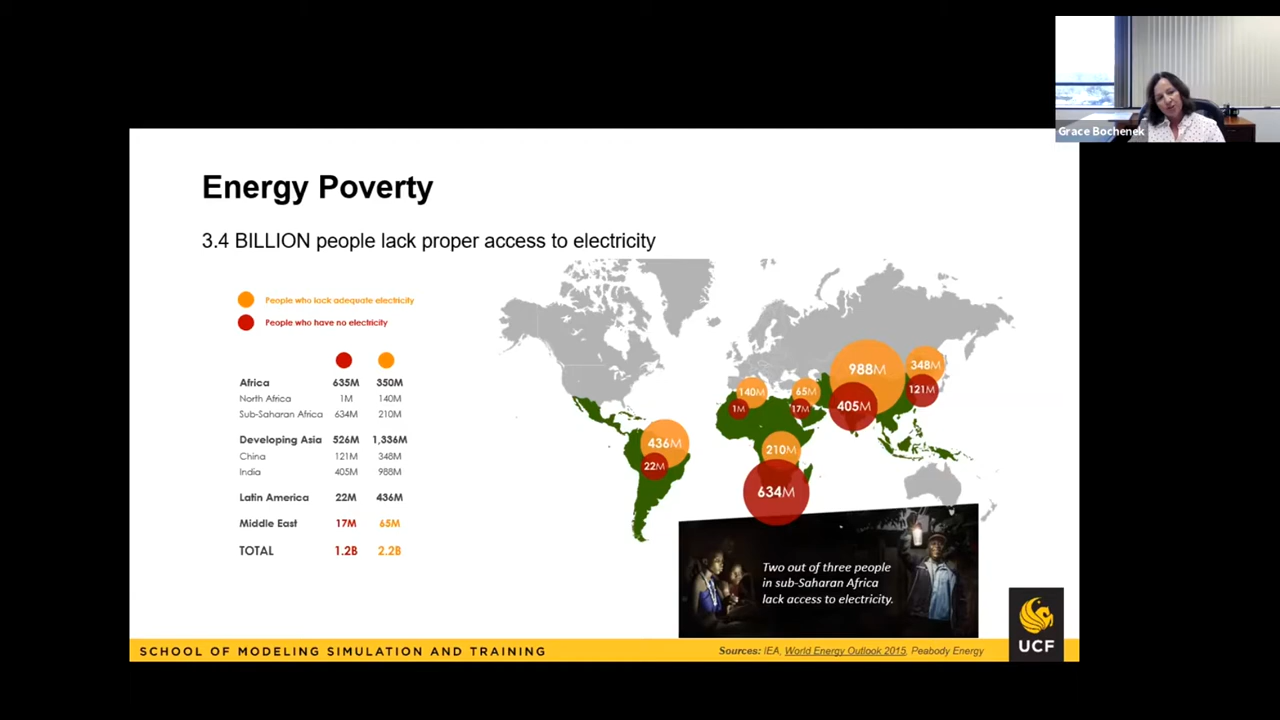 Grace Bochenek
Energy Poverty
3.4 BILLION people lack proper access to electricity
People who lack adequate electricity
People who have no electricity
Africa 635M 350M
North Africa 1M 140M
Sub-Saharan Africa 634M 210M
Developing Asia 526M 1,336M
China 121M 348M
India 405M 988M
Latin America 22M 436M
Middle East 17M 65M
TOTAL 1.2B 2.2B
988M
348M
121M
405M
140M
1M
65M
17M
436M
22M
210M
634M
Two out of three people
in sub-Saharan Africa
lack access to electricity.
SCHOOL OF MODELING SIMULATION AND TRAINING
Sources: IEA, World Energy Outlook 2015, Peabody Energy
UCF